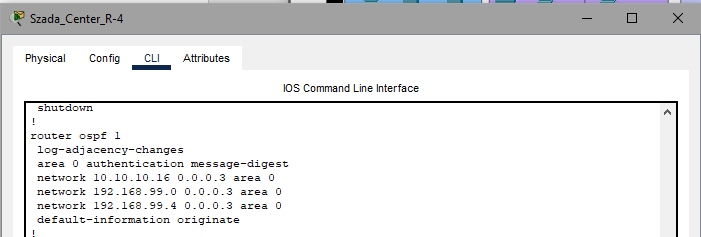 Szada_Center_R-4
Physical Config CLI Attributes
IOS Command Line Interface
shutdown
!
router ospf 1
log-adjacency-changes
area 0 authentication message-digest
network 10.10.10.16 0.0.0.3 area 0
network 192.168.99.0 0.0.0.3 area 0
network 192.168.99.4 0.0.0.3 area 0
default-information originate
!